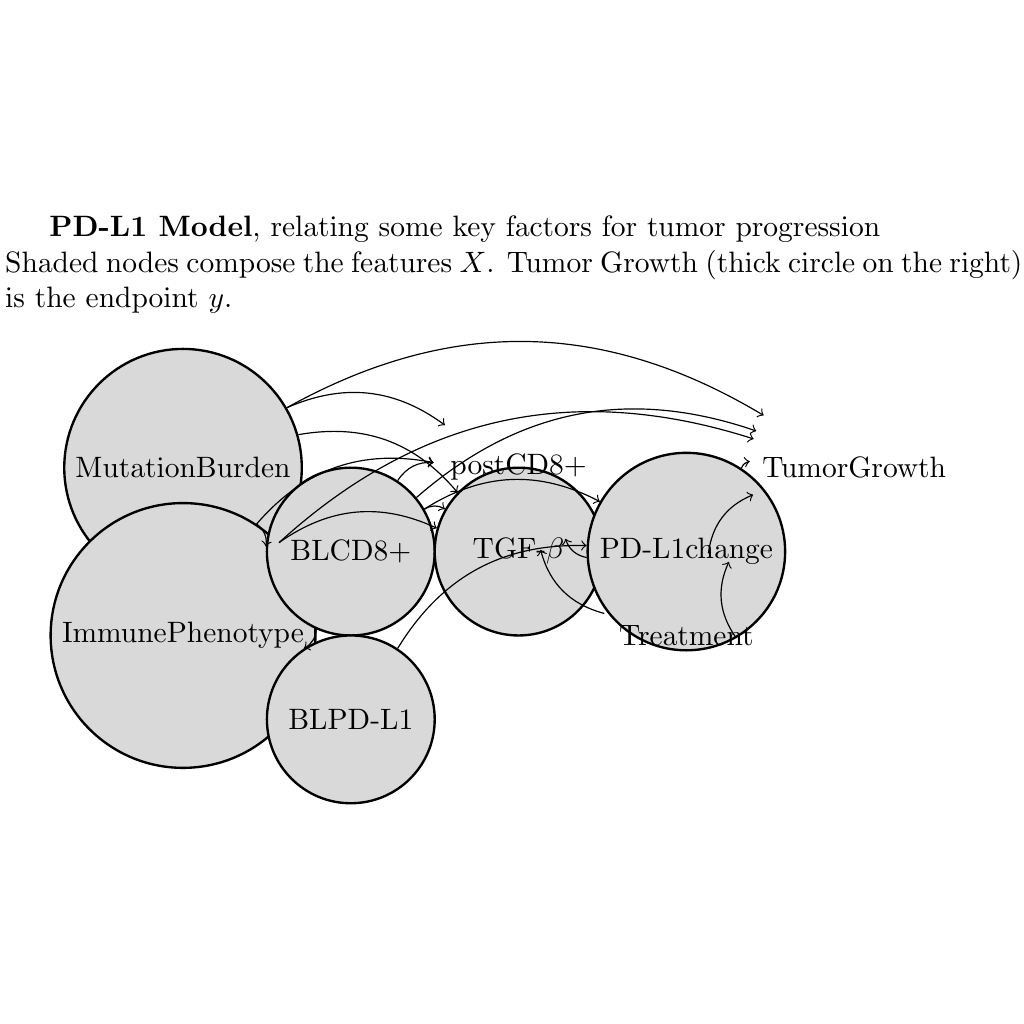 PD-L1 Model, relating some key factors for tumor progression
Shaded nodes compose the features X. Tumor Growth (thick circle on the right)
is the endpoint y.
MutationBurden
postCD8+
TumorGrowth
BLCD8+
TGF-β
PD-L1change
ImmunePhenotype
Treatment
BLPD-L1